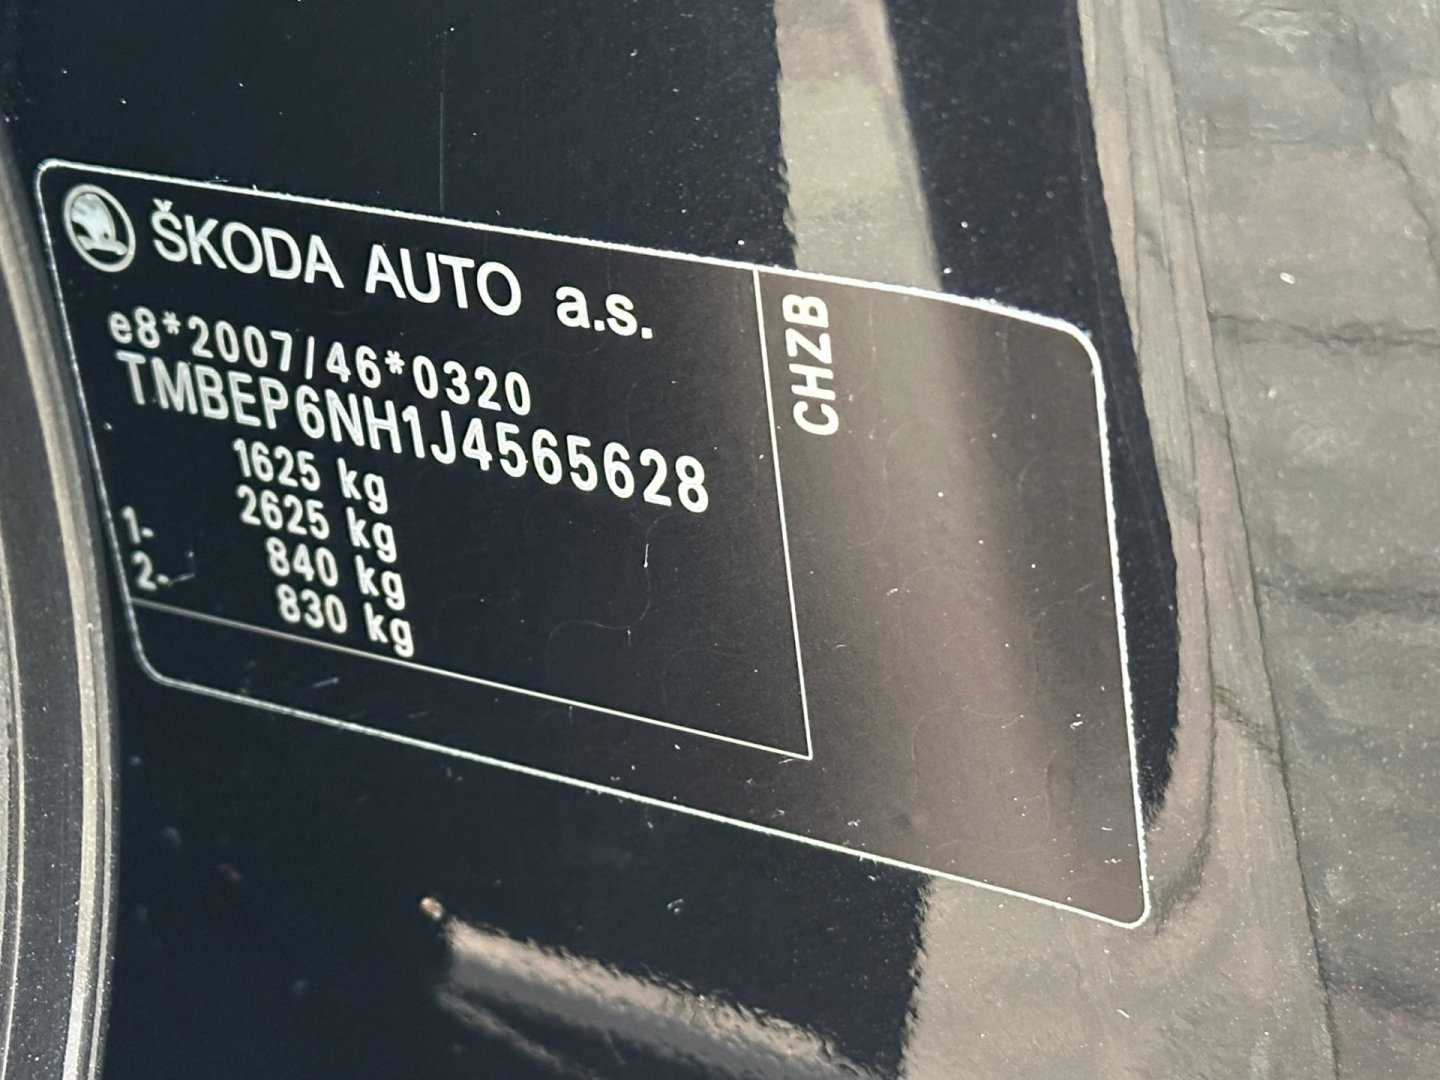 ŠKODA AUTO a.s.
e8*2007/46*0320
TMBEP6NH1J4565628
1625 kg
2625 kg
1- 840 kg
2- 830 kg
CHZB